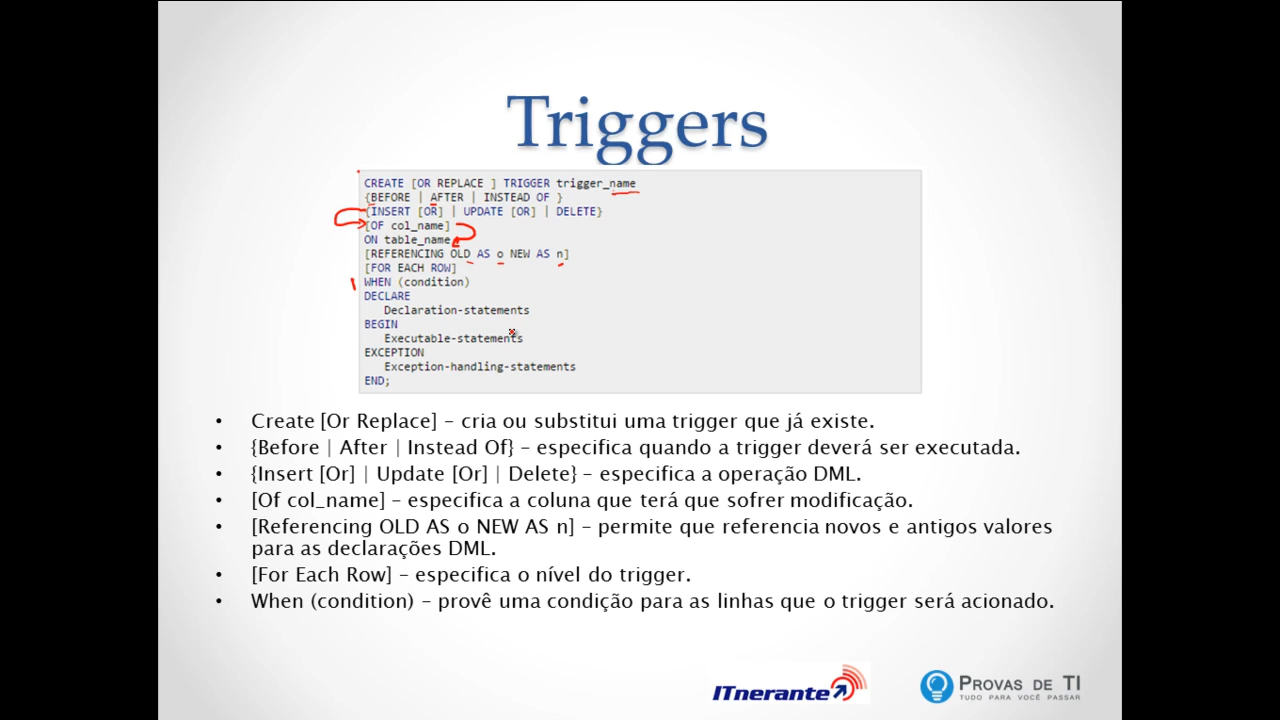 Triggers
CREATE [OR REPLACE ] TRIGGER trigger_name
{BEFORE | AFTER | INSTEAD OF }
{INSERT [OR] | UPDATE [OR] | DELETE}
[OF col_name]
ON table_name
[REFERENCING OLD AS o NEW AS n]
[FOR EACH ROW]
WHEN (condition)
DECLARE
Declaration-statements
BEGIN
Executable-statements
EXCEPTION
Exception-handling-statements
END;
• Create [Or Replace] – cria ou substitui uma trigger que já existe.
• {Before | After | Instead Of} – especifica quando a trigger deverá ser executada.
• {Insert [Or] | Update [Or] | Delete} – especifica a operação DML.
• [Of col_name] – especifica a coluna que terá que sofrer modificação.
• [Referencing OLD AS o NEW AS n] – permite que referencia novos e antigos valores
para as declarações DML.
• [For Each Row] – especifica o nível do trigger.
• When (condition) – provê uma condição para as linhas que o trigger será acionado.
ITnerante
PROVAS DE TI
TUDO PARA VOCÊ PASSAR